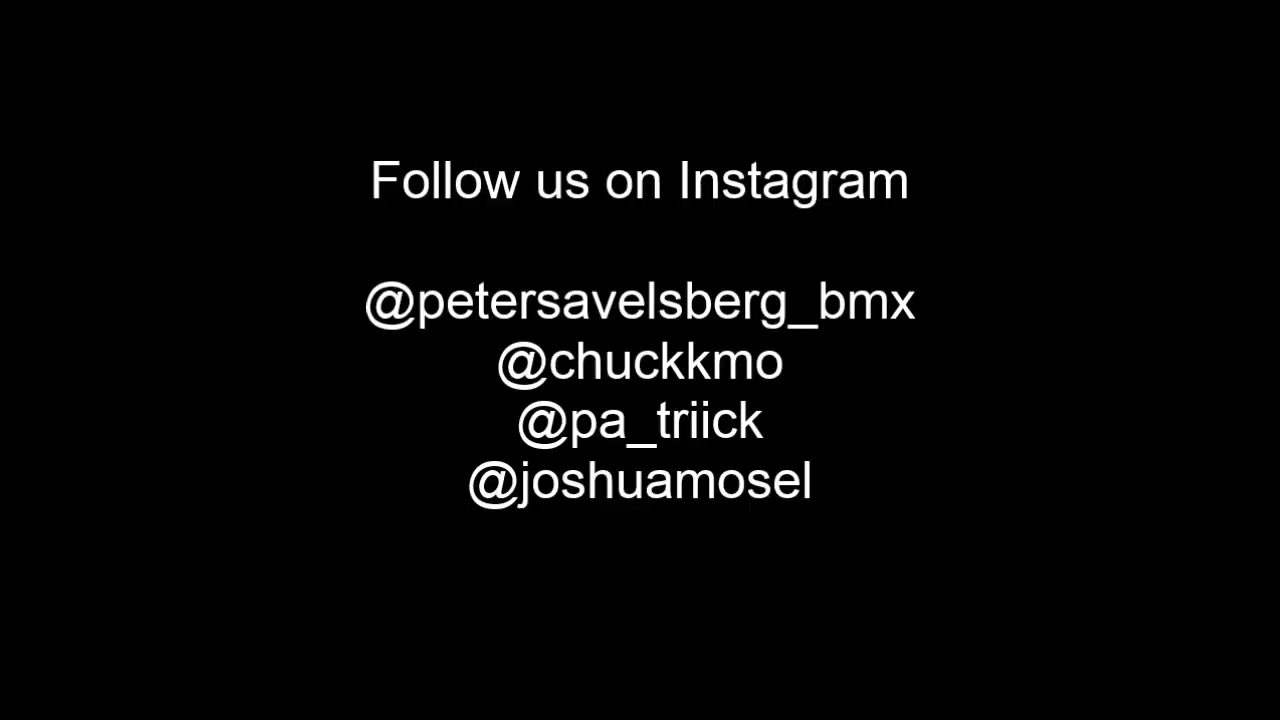 Follow us on Instagram
@petersavelsberg_bmx
@chuckkmo
@pa_triick
@joshuamosel